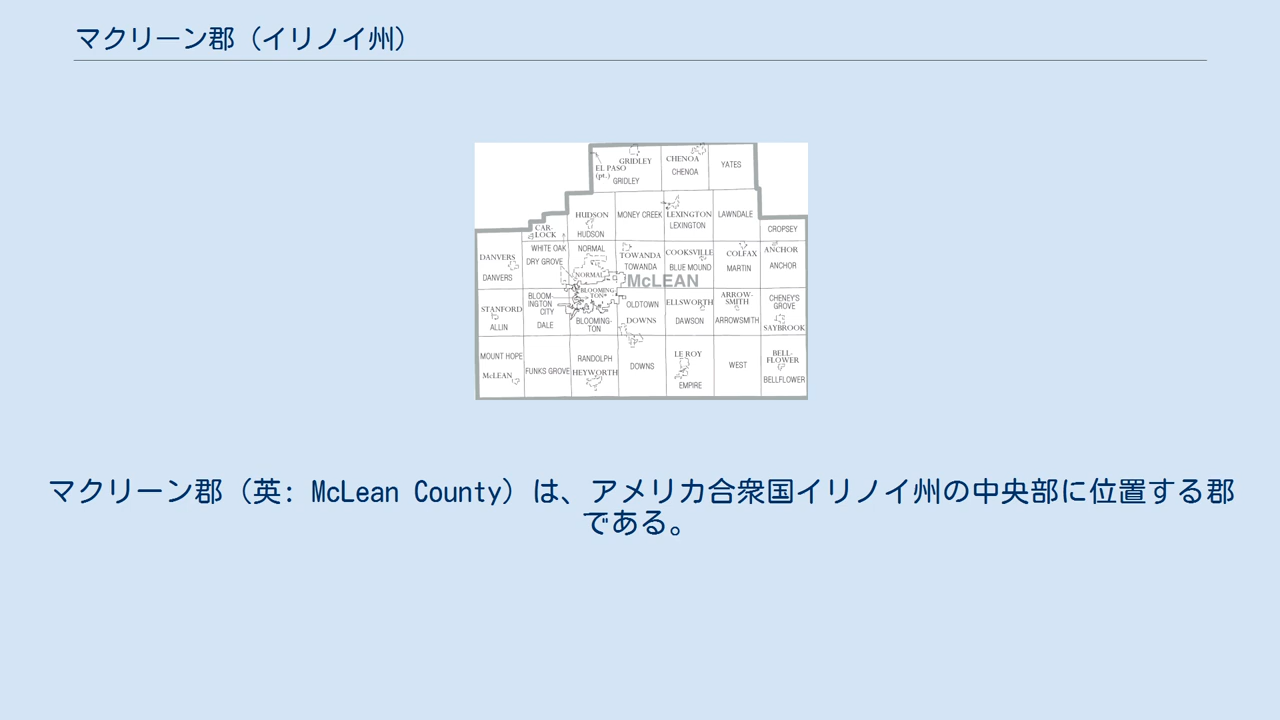 マクリーン郡（イリノイ州）
GRIDLEY
CHENOA
YATES
EL PASO
(pt.)
GRIDLEY
CHENOA
HUDSON
MONEY CREEK
LEXINGTON
LAWNDALE
LEXINGTON
CAR-
LOCK
HUDSON
CROPSEY
WHITE OAK
NORMAL
DANVERS
DRY GROVE
TOWANDA
COOKSVILLE
COLFAX
ANCHOR
TOWANDA
BLUE MOUND
MARTIN
ANCHOR
DANVERS
NORMAL
McLEAN
BLOOMING
TON
BLOOM-
INGTON
CITY
OLDTOWN
ELLSWORTH
ARROW-
SMITH
CHENEY'S
GROVE
STANFORD
ALLIN
DALE
BLOOMING-
TON
DOWNS
DAWSON
ARROWSMITH
SAYBROOK
MOUNT HOPE
RANDOLPH
LE ROY
BELL-
FLOWER
McLEAN
FUNKS GROVE
HEYWORTH
DOWNS
WEST
EMPIRE
BELLFLOWER
マクリーン郡（英: McLean County）は、アメリカ合衆国イリノイ州の中央部に位置する郡
である。